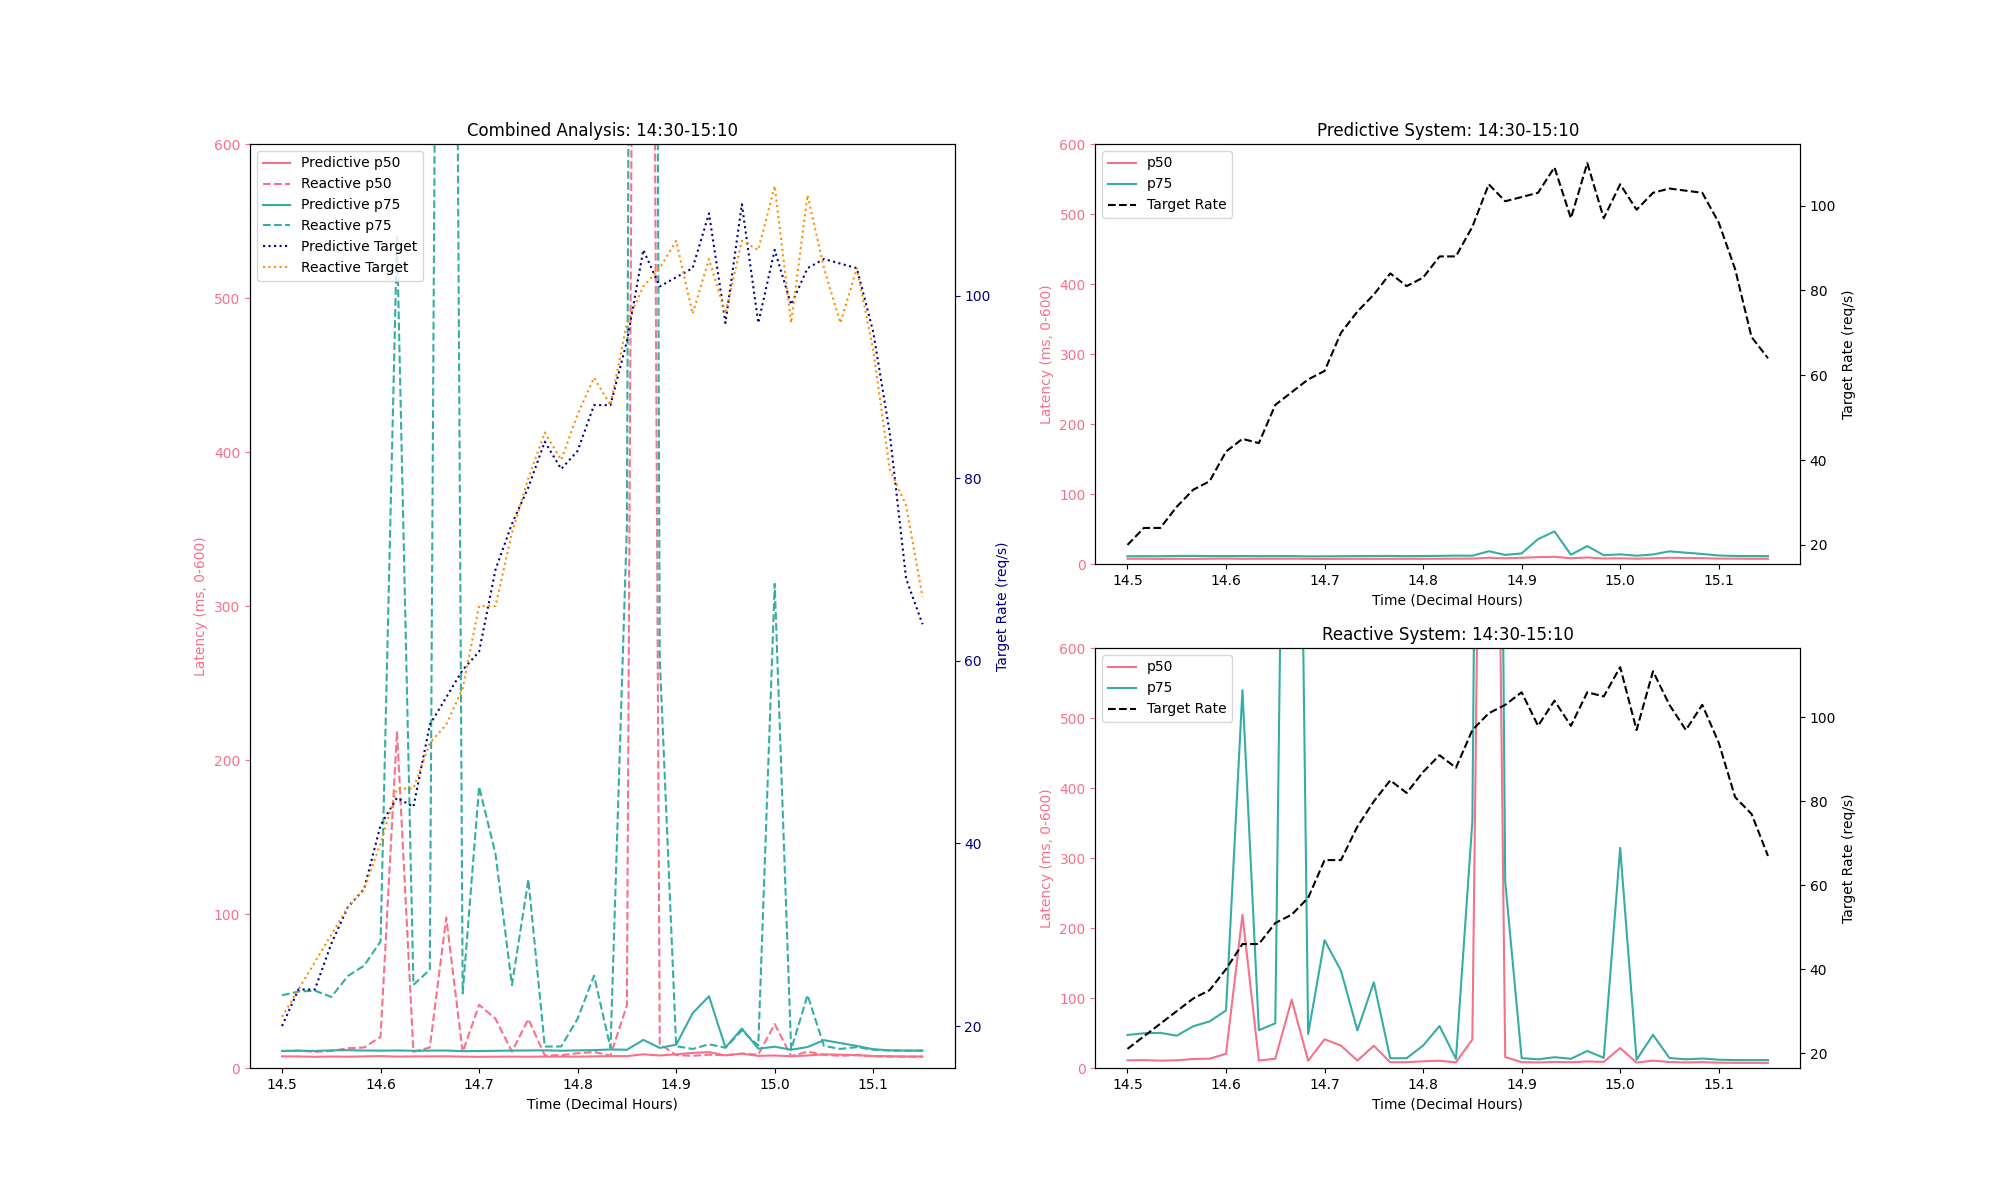 Combined Analysis: 14:30-15:10
Predictive p50
Reactive p50
Predictive p75
Reactive p75
Predictive Target
Reactive Target
600
500
400
300
200
100
0
Latency (ms, 0-600)
100
80
60
40
20
Target Rate (req/s)
14.5 14.6 14.7 14.8 14.9 15.0 15.1
Time (Decimal Hours)
Predictive System: 14:30-15:10
p50
p75
Target Rate
600
500
400
300
200
100
0
Latency (ms, 0-600)
100
80
60
40
20
Target Rate (req/s)
14.5 14.6 14.7 14.8 14.9 15.0 15.1
Time (Decimal Hours)
Reactive System: 14:30-15:10
p50
p75
Target Rate
600
500
400
300
200
100
0
Latency (ms, 0-600)
100
80
60
40
20
Target Rate (req/s)
14.5 14.6 14.7 14.8 14.9 15.0 15.1
Time (Decimal Hours)